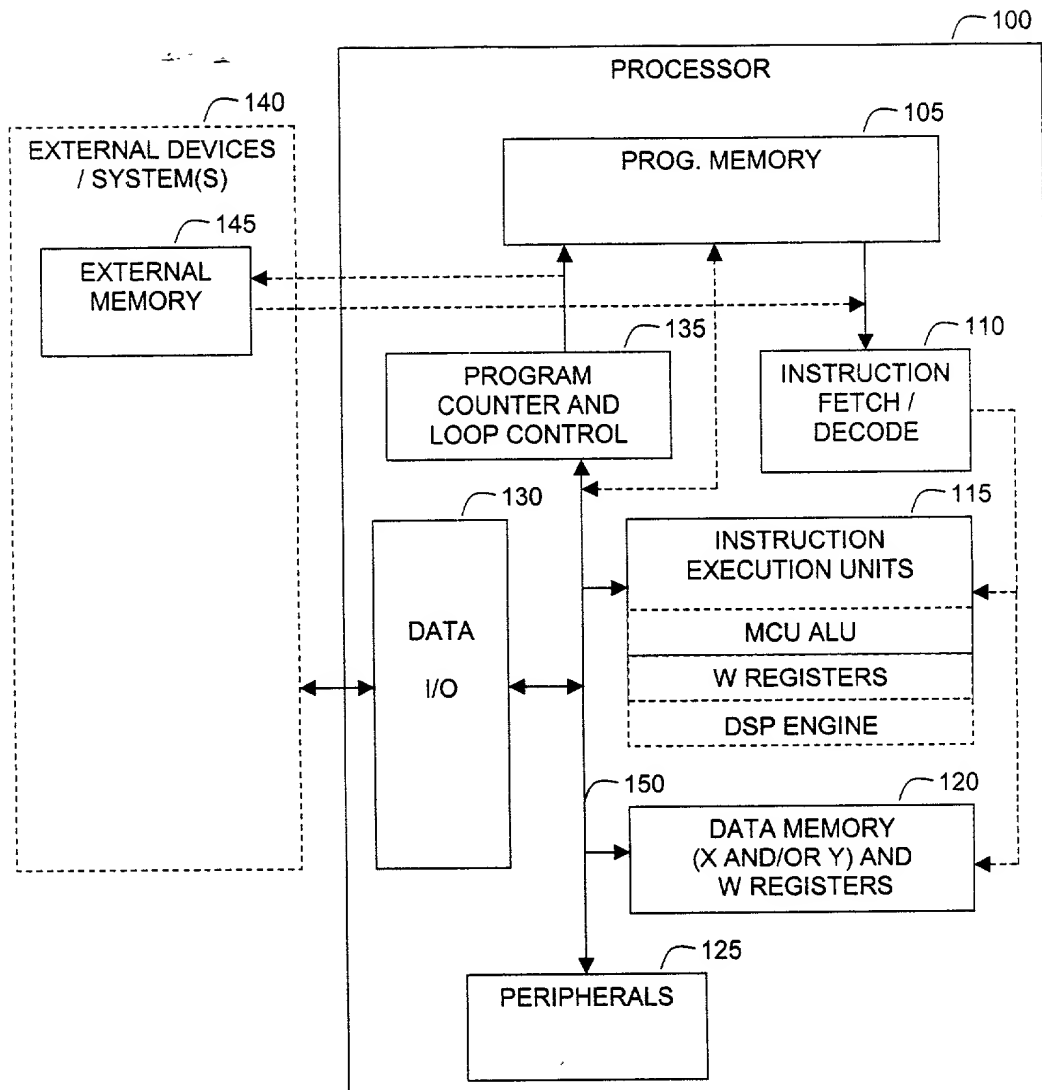 100
PROCESSOR
140
EXTERNAL DEVICES
/ SYSTEM(S)
105
PROG. MEMORY
145
EXTERNAL
MEMORY
135
PROGRAM
COUNTER AND
LOOP CONTROL
110
INSTRUCTION
FETCH /
DECODE
130
DATA
I/O
115
INSTRUCTION
EXECUTION UNITS
MCU ALU
W REGISTERS
DSP ENGINE
150
120
DATA MEMORY
(X AND/OR Y) AND
W REGISTERS
125
PERIPHERALS